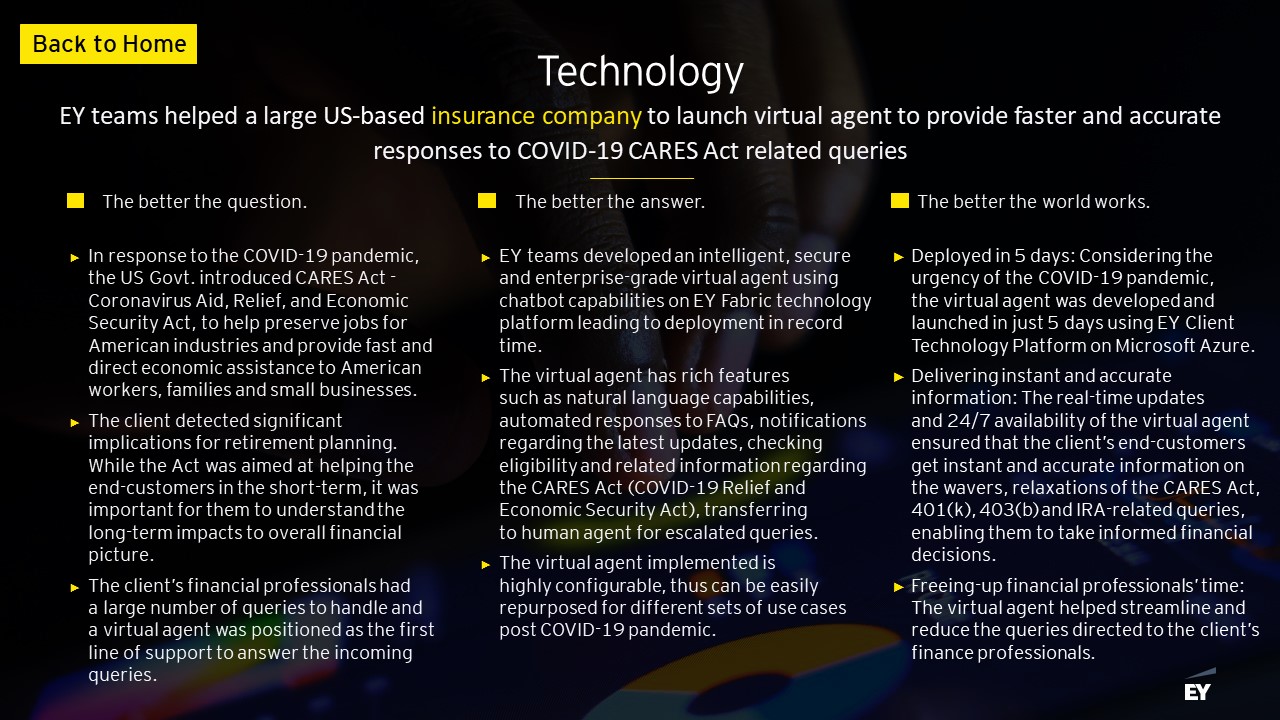 Back to Home
Technology
EY teams helped a large US-based insurance company to launch virtual agent to provide faster and accurate
responses to COVID-19 CARES Act related queries
The better the question.
In response to the COVID-19 pandemic,
the US Govt. introduced CARES Act -
Coronavirus Aid, Relief, and Economic
Security Act, to help preserve jobs for
American industries and provide fast and
direct economic assistance to American
workers, families and small businesses.
The client detected significant
implications for retirement planning.
While the Act was aimed at helping the
end-customers in the short-term, it was
important for them to understand the
long-term impacts to overall financial
picture.
The client's financial professionals had
a large number of queries to handle and
a virtual agent was positioned as the first
line of support to answer the incoming
queries.
The better the answer.
EY teams developed an intelligent, secure
and enterprise-grade virtual agent using
chatbot capabilities on EY Fabric technology
platform leading to deployment in record
time.
The virtual agent has rich features
such as natural language capabilities,
automated responses to FAQs, notifications
regarding the latest updates, checking
eligibility and related information regarding
the CARES Act (COVID-19 Relief and
Economic Security Act), transferring
to human agent for escalated queries.
The virtual agent implemented is
highly configurable, thus can be easily
repurposed for different sets of use cases
post COVID-19 pandemic.
The better the world works.
Deployed in 5 days: Considering the
urgency of the COVID-19 pandemic,
the virtual agent was developed and
launched in just 5 days using EY Client
Technology Platform on Microsoft Azure.
Delivering instant and accurate
information: The real-time updates
and 24/7 availability of the virtual agent
ensured that the client's end-customers
get instant and accurate information on
the wavers, relaxations of the CARES Act,
401(k), 403(b) and IRA-related queries,
enabling them to take informed financial
decisions.
Freeing-up financial professionals' time:
The virtual agent helped streamline and
reduce the queries directed to the client's
finance professionals.
EY